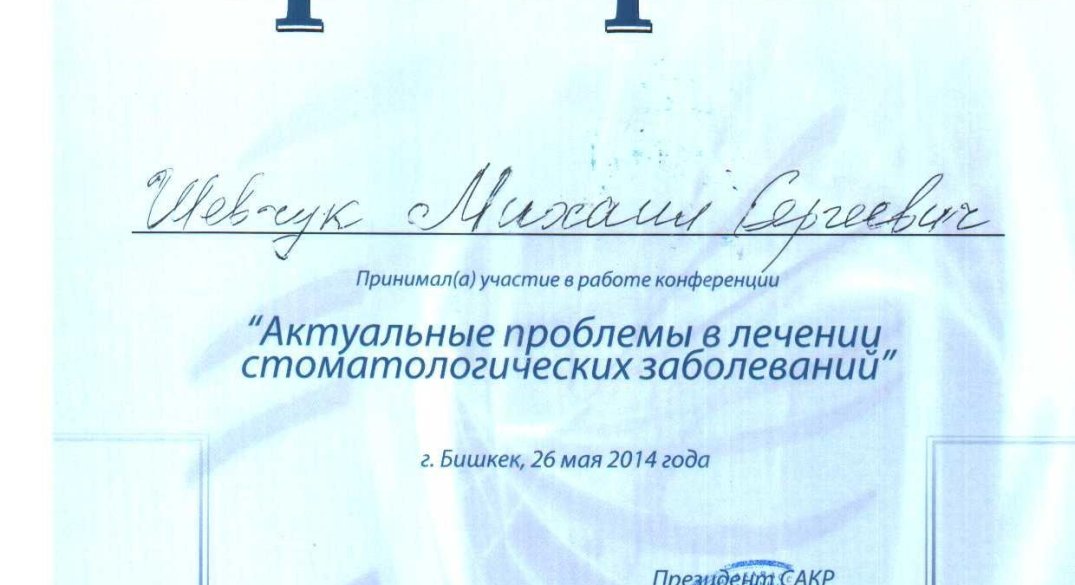 Шевчук Михаил Сергеевич
Принимал(а) участие в работе конференции
“Актуальные проблемы в лечении
стоматологических заболеваний”
г. Бишкек, 26 мая 2014 года
Президент САКР